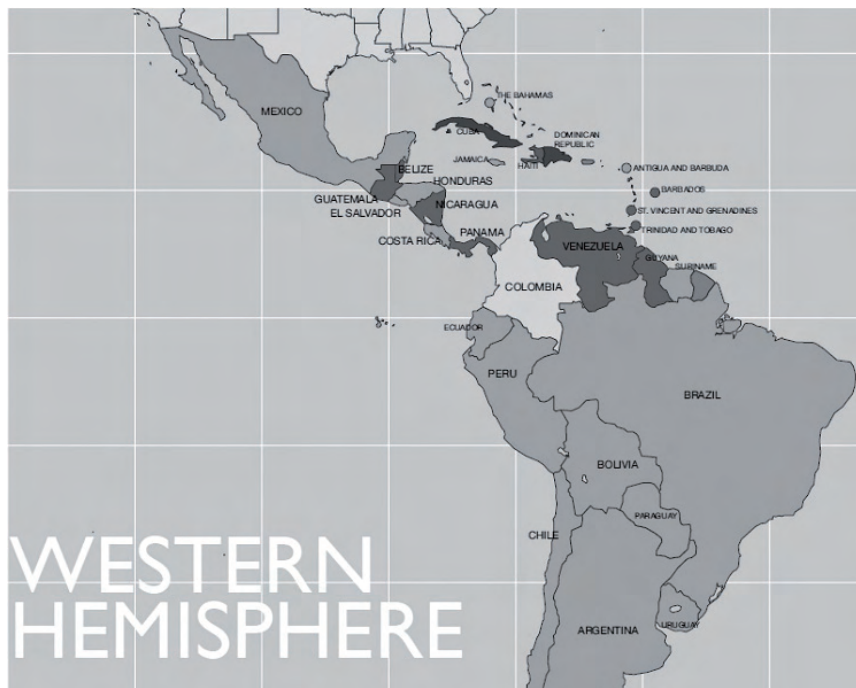 MEXICO
THE BAHAMAS
CUBA
DOMINICAN
REPUBLIC
JAMAICA
HAITI
BELIZE
ANTIGUA AND BARBUDA
HONDURAS
BARBADOS
GUATEMALA
NICARAGUA
EL SALVADOR
ST. VINCENT AND GRENADINES
PANAMA
TRINIDAD AND TOBAGO
COSTA RICA
VENEZUELA
GUYANA
SURINAME
COLOMBIA
ECUADOR
PERU
BRAZIL
BOLIVIA
PARAGUAY
CHILE
WESTERN
HEMISPHERE
URUGUAY
ARGENTINA